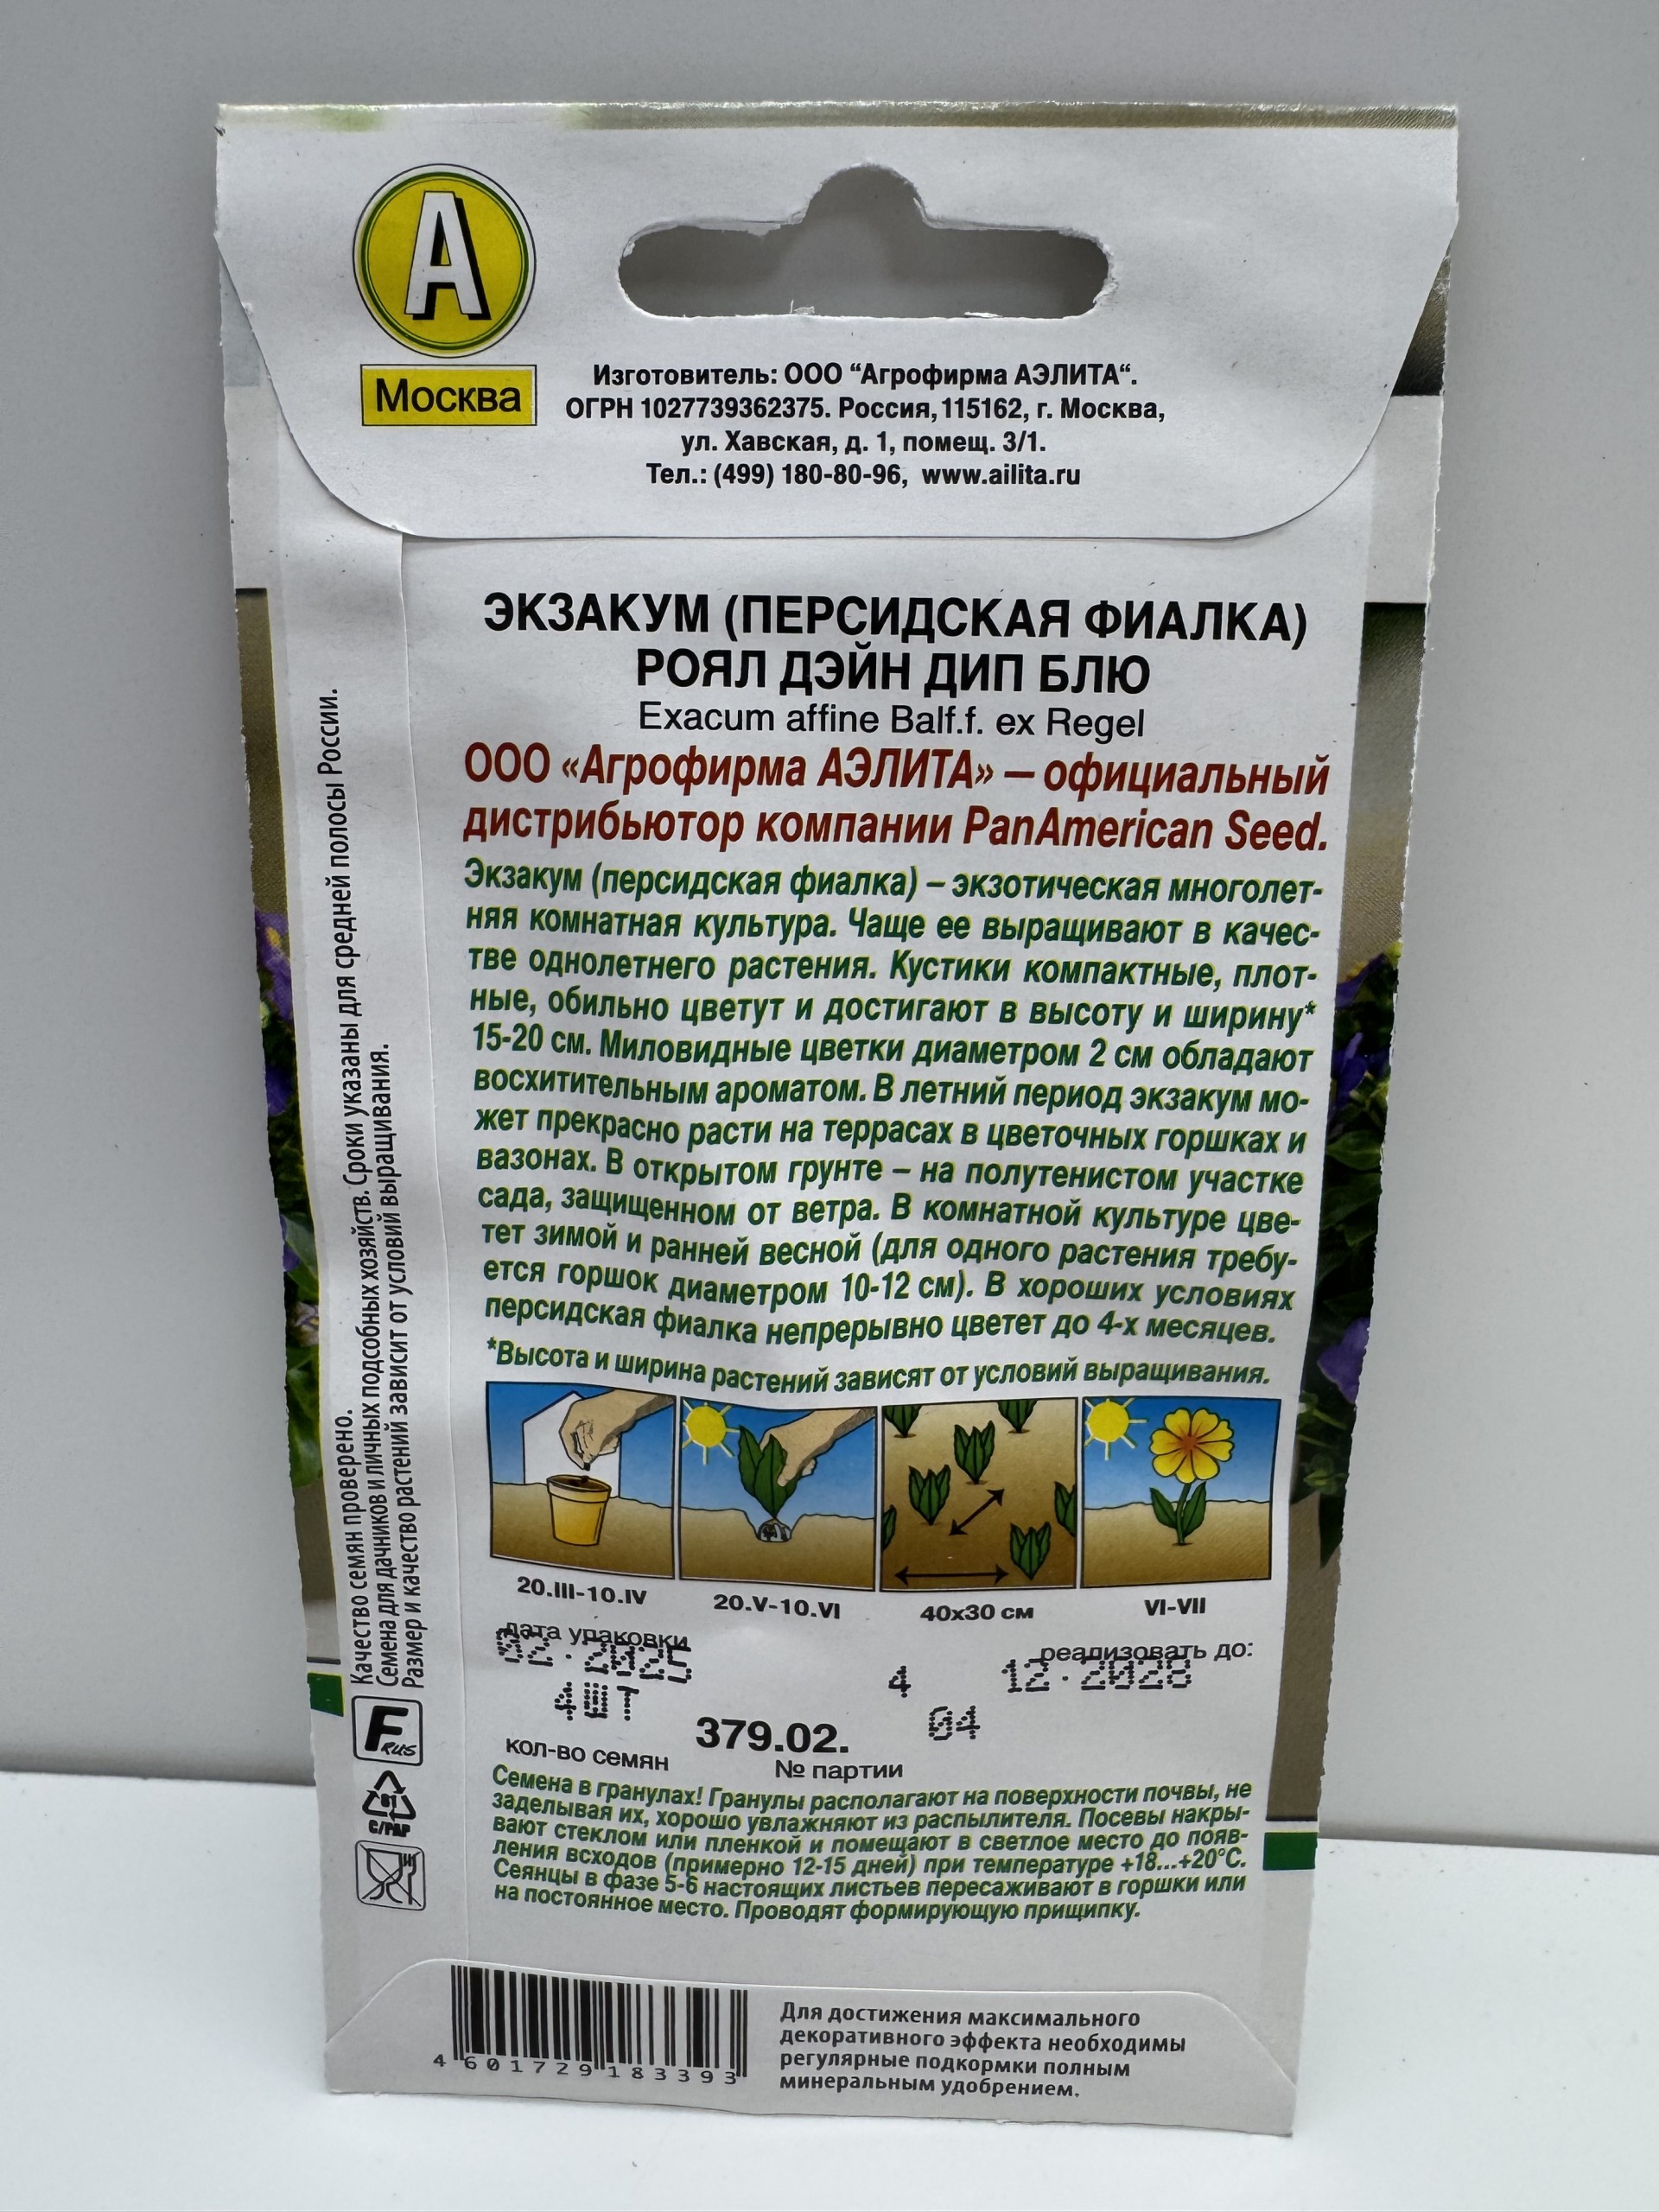 А
Москва
Изготовитель: ООО “Агрофирма АЭЛИТА“.
ОГРН 1027739362375. Россия, 115162, г. Москва,
ул. Хавская, д. 1, помещ. 3/1.
Тел.: (499) 180-80-96, www.ailita.ru
ЭКЗАКУМ (ПЕРСИДСКАЯ ФИАЛКА)
РОЯЛ ДЭЙН ДИП БЛЮ
Exacum affine Balf.f. ex Regel
ООО «Агрофирма АЭЛИТА» – официальный
дистрибьютор компании PanAmerican Seed.
Экзакум (персидская фиалка) – экзотическая многолет-
няя комнатная культура. Чаще ее выращивают в качес-
тве однолетнего растения. Кустики компактные, плот-
ные, обильно цветут и достигают в высоту и ширину*
15-20 см. Миловидные цветки диаметром 2 см обладают
восхитительным ароматом. В летний период экзакум мо-
жет прекрасно расти на террасах в цветочных горшках и
вазонах. В открытом грунте – на полутенистом участке
сада, защищенном от ветра. В комнатной культуре цве-
тет зимой и ранней весной (для одного растения требу-
ется горшок диаметром 10-12 см). В хороших условиях
персидская фиалка непрерывно цветет до 4-х месяцев.
*Высота и ширина растений зависят от условий выращивания.
20.III-10.IV
20.V-10.VI
40x30 см
VI-VII
дата упаковки
02.2025
реализовать до:
12.2028
4
4ШТ
04
379.02.
кол-во семян
№ партии
Семена в гранулах! Гранулы располагают на поверхности почвы, не
заделывая их, хорошо увлажняют из распылителя. Посевы накры-
вают стеклом или пленкой и помещают в светлое место до появ-
ления всходов (примерно 12-15 дней) при температуре +18...+20°С.
Сеянцы в фазе 5-6 настоящих листьев пересаживают в горшки или
на постоянное место. Проводят формирующую прищипку.
Качество семян проверено.
Семена для дачников и личных подсобных хозяйств. Сроки указаны для средней полосы России.
Размер и качество растений зависит от условий выращивания.
F
RUS
81
C/PAP
4 601729 183393
Для достижения максимального
декоративного эффекта необходимы
регулярные подкормки полным
минеральным удобрением.